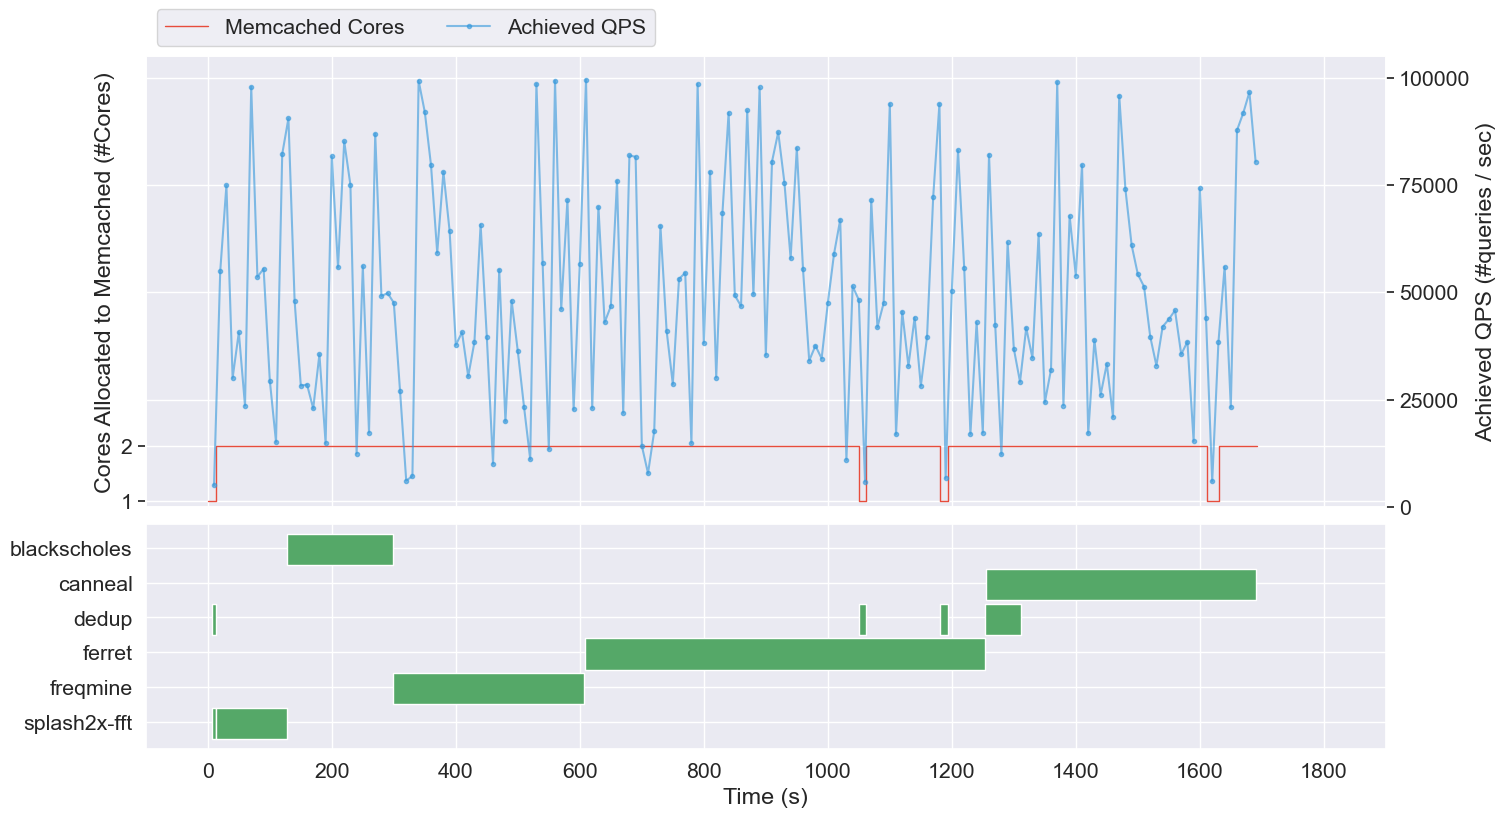 Memcached Cores
Achieved QPS
Cores Allocated to Memcached (#Cores)
2
1
100000
75000
50000
25000
0
Achieved QPS (#queries / sec)
blackscholes
canneal
dedup
ferret
freqmine
splash2x-fft
0 200 400 600 800 1000 1200 1400 1600 1800
Time (s)